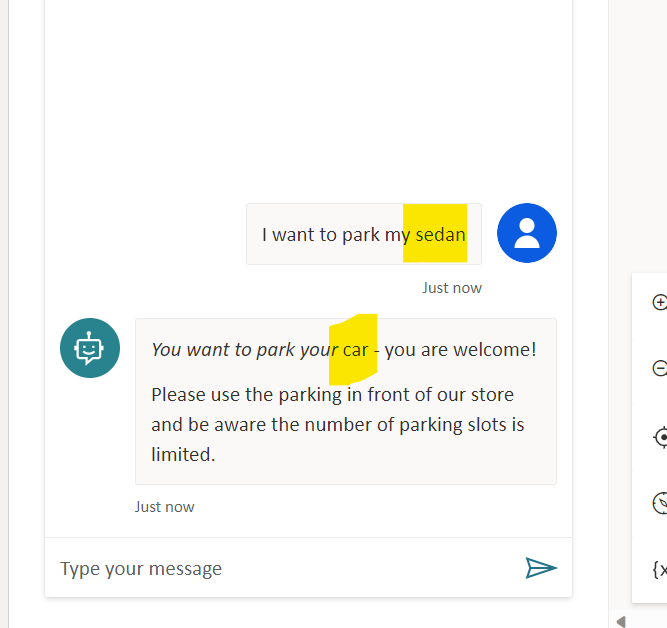 I want to park my sedan
Just now
You want to park your car - you are welcome!
Please use the parking in front of our store
and be aware the number of parking slots is
limited.
Just now
Type your message
{x